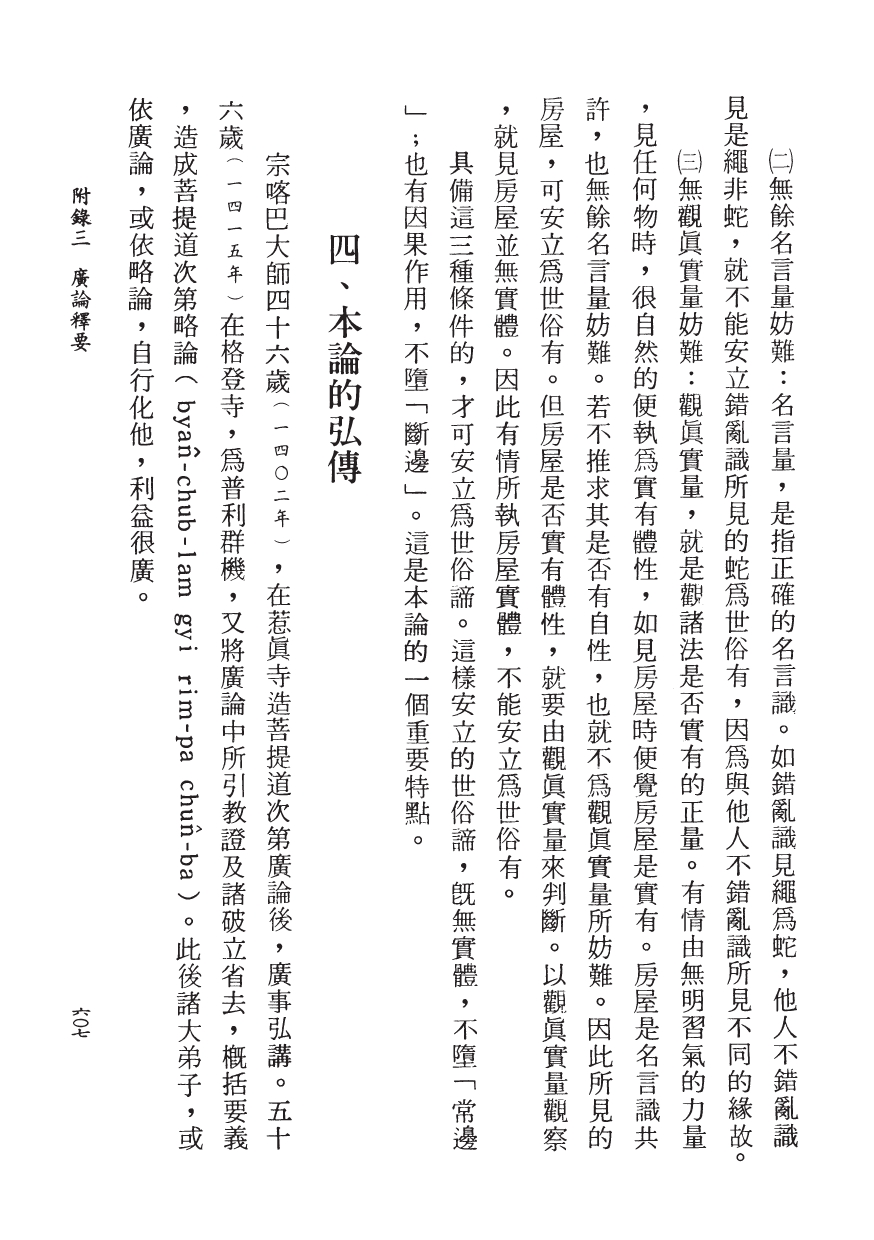 ㈡無餘名言量妨難：名言量，是指正確的名言識。如錯亂識見繩爲蛇，他人不錯亂識
見是繩非蛇，就不能安立錯亂識所見的蛇爲世俗有，因爲與他人不錯亂識所見不同的緣故。
㈢無觀眞實量妨難：觀眞實量，就是觀諸法是否實有的正量。有情由無明習氣的力量
，見任何物時，很自然的便執爲實有體性，如見房屋時便覺房屋是實有。房屋是名言識共
許，也無餘名言量妨難。若不推求其是否有自性，也就不爲觀眞實量所妨難。因此所見的
房屋，可安立爲世俗有。但房屋是否實有體性，就要由觀眞實量來判斷。以觀眞實量觀察
，就見房屋並無實體。因此有情所執房屋實體，不能安立爲世俗有。
具備這三種條件的，才可安立爲世俗諦。這樣安立的世俗諦，旣無實體，不墮「常邊
」；也有因果作用，不墮「斷邊」。這是本論的一個重要特點。
四、本論的弘傳
宗喀巴大師四十六歲（一四〇二年），在惹眞寺造菩提道次第廣論後，廣事弘講。五十
六歲（一四一五年）在格登寺，爲普利群機，又將廣論中所引教證及諸破立省去，概括要義
，造成菩提道次第略論（byan̂-chub-lam gyi rim-pa chun̂-ba）。此後諸大弟子，或
依廣論，或依略論，自行化他，利益很廣。
附錄三 廣論釋要
六〇七